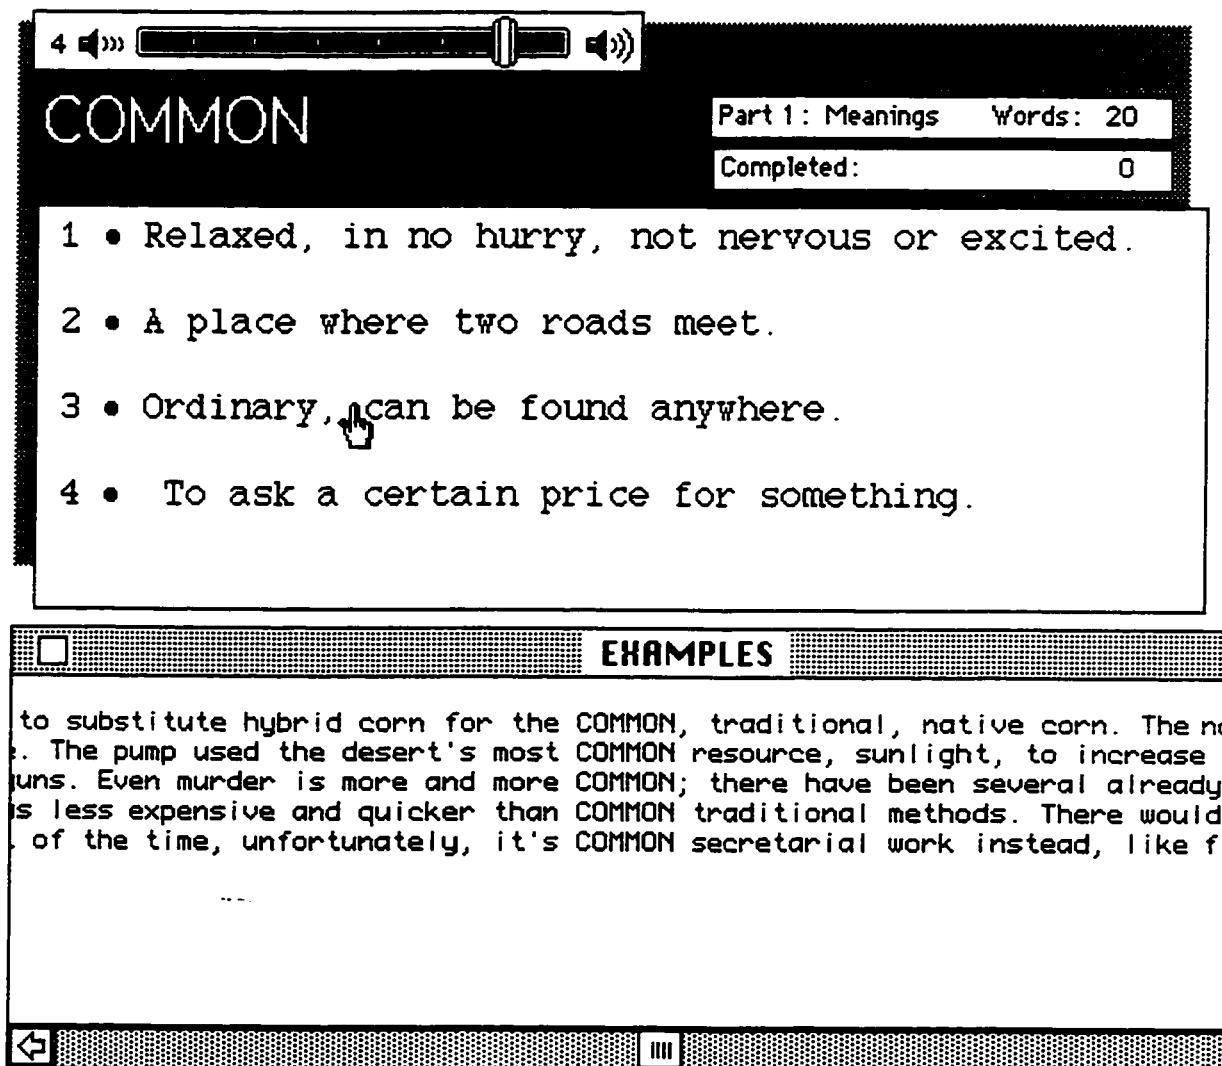 4
COMMON
Part 1: Meanings Words: 20
Completed: 0
1 • Relaxed, in no hurry, not nervous or excited.
2 • A place where two roads meet.
3 • Ordinary, can be found anywhere.
4 • To ask a certain price for something.
EXAMPLES
to substitute hybrid corn for the COMMON, traditional, native corn. The
. The pump used the desert's most COMMON resource, sunlight, to increase
uns. Even murder is more and more COMMON; there have been several already
s less expensive and quicker than COMMON traditional methods. There would
. of the time, unfortunately, it's COMMON secretarial work instead, like f